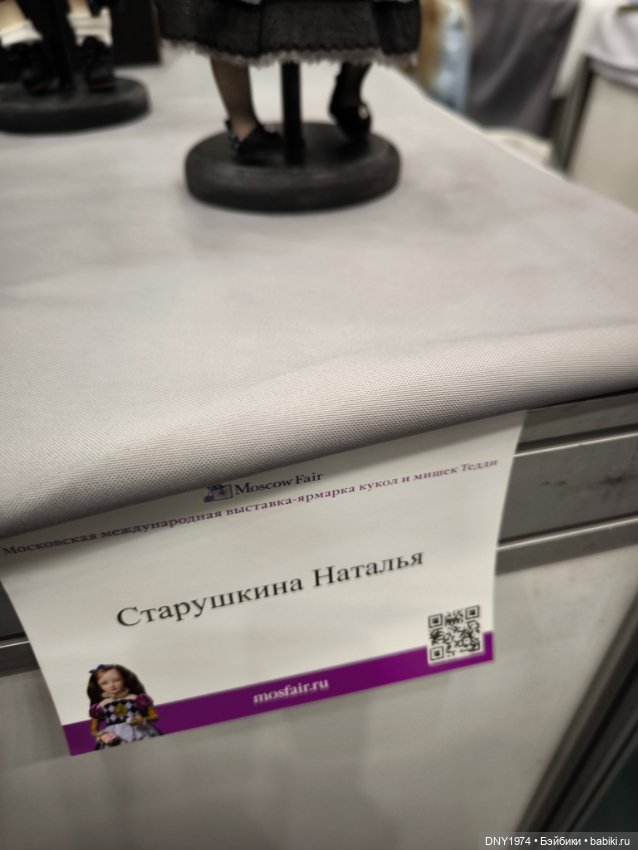 Moscow Fair
Московская международная выставка-ярмарка кукол и мишек Тедди
Старушкина Наталья
mosfair.ru
DNY1974 • Бэйбики • babiki.ru